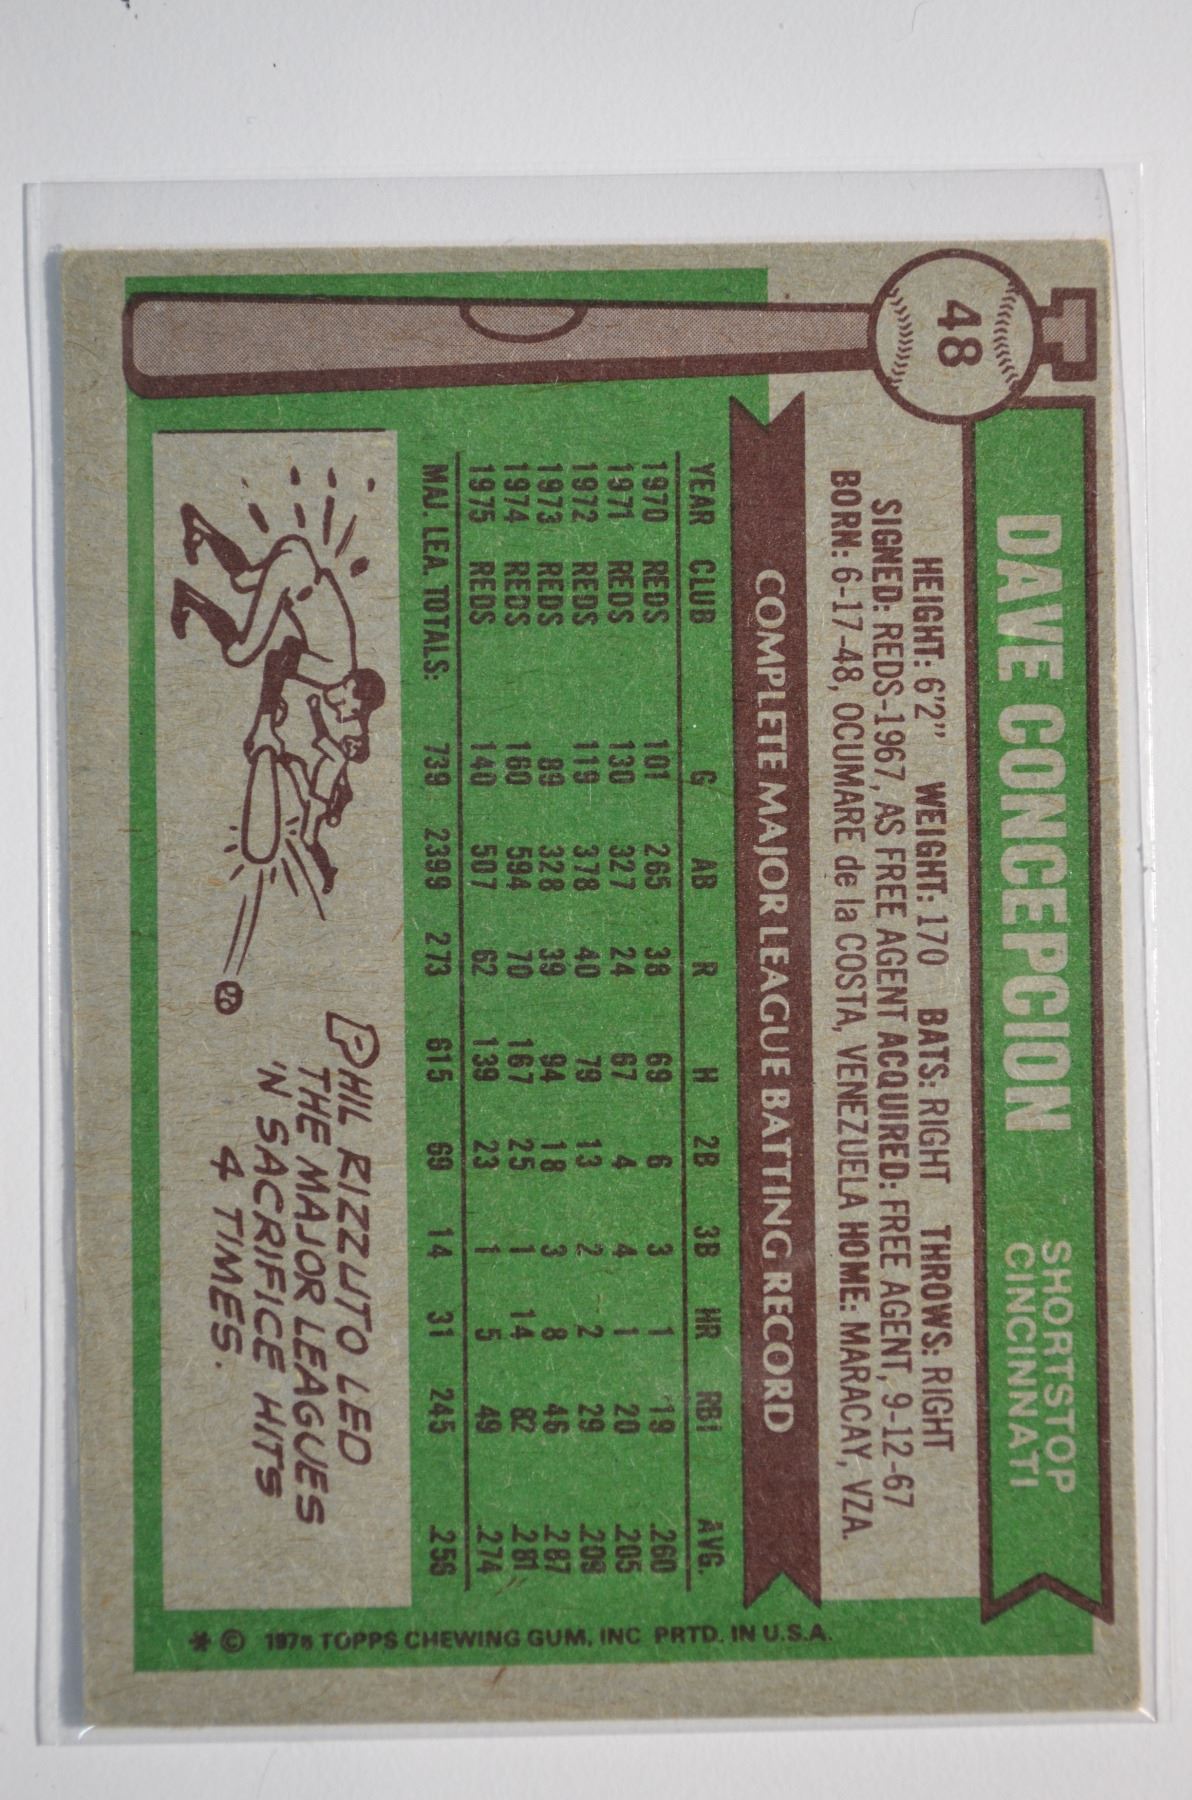 48
DAVE CONCEPCION
SHORTSTOP
CINCINNATI
HEIGHT: 6'2" WEIGHT: 170 BATS: RIGHT THROWS: RIGHT
SIGNED: REDS-1967, AS FREE AGENT ACQUIRED: FREE AGENT, 9-12-67
BORN: 6-17-48, OCUMARE de la COSTA, VENEZUELA HOME: MARACAY, VZA.
COMPLETE MAJOR LEAGUE BATTING RECORD
YEAR CLUB G AB R H 2B 3B HR RBI AVG.
1970 REDS 101 265 38 69 6 3 1 19 .260
1971 REDS 130 327 24 67 4 4 1 20 .205
1972 REDS 119 378 40 79 13 2 2 29 .209
1973 REDS 89 328 39 94 18 3 8 46 .287
1974 REDS 160 594 70 167 25 1 14 82 .281
1975 REDS 140 507 62 139 23 1 5 49 .274
MAJ. LEA. TOTALS: 739 2399 273 615 69 14 31 245 .256
PHIL RIZZUTO LED
THE MAJOR LEAGUES
'N SACRIFICE HITS
4 TIMES.
* © 1976 TOPPS CHEWING GUM, INC PRTD. IN U.S.A.